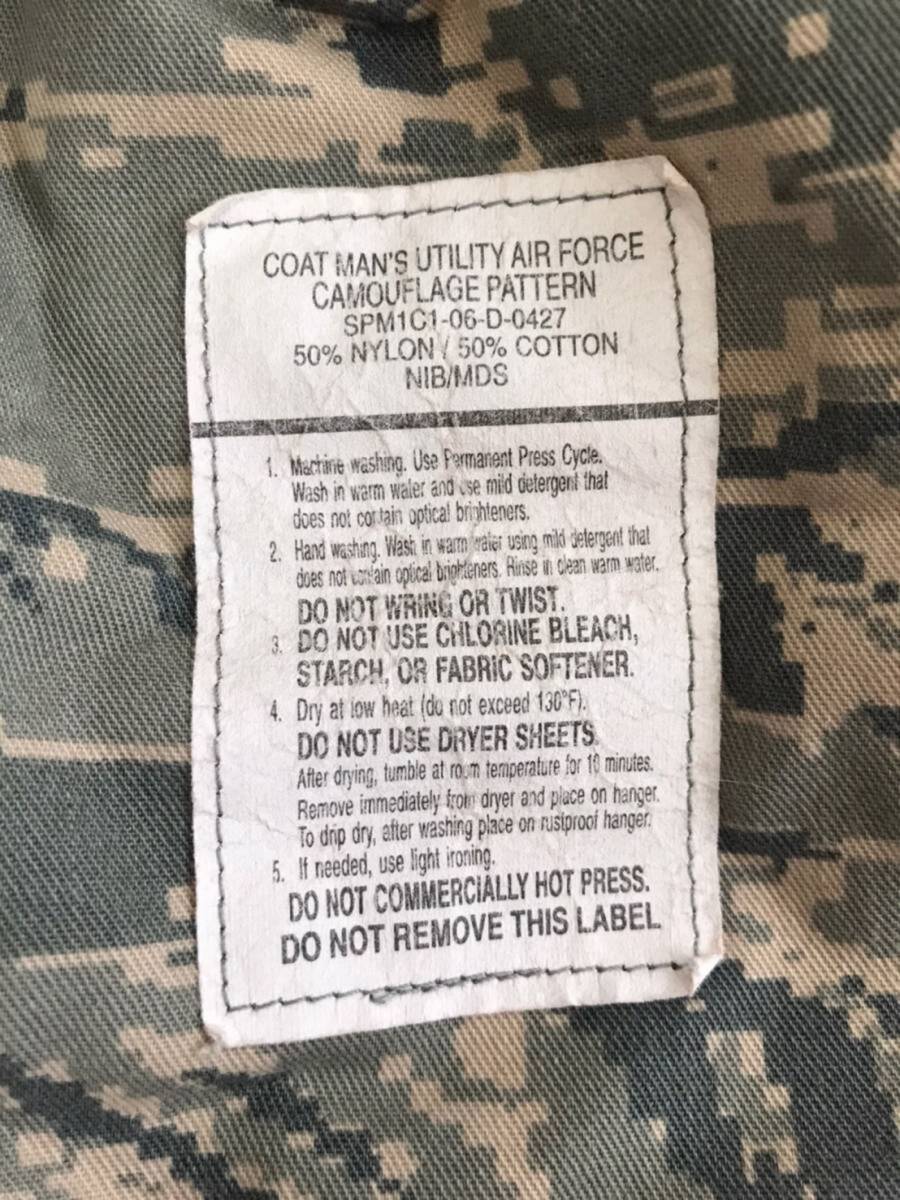 COAT MAN'S UTILITY AIR FORCE
CAMOUFLAGE PATTERN
SPM1C1-06-D-0427
50% NYLON / 50% COTTON
NIB/MDS
1. Machine washing. Use Permanent Press Cycle.
Wash in warm water and use mild detergent that
does not contain optical brighteners.
2. Hand washing. Wash in warm water using mild detergent that
does not contain optical brighteners. Rinse in clean warm water.
DO NOT WRING OR TWIST.
3. DO NOT USE CHLORINE BLEACH,
STARCH, OR FABRIC SOFTENER.
4. Dry at low heat (do not exceed 130°F).
DO NOT USE DRYER SHEETS.
After drying, tumble at room temperature for 10 minutes.
Remove immediately from dryer and place on hanger.
To drip dry, after washing place on rustproof hanger.
5. If needed, use light ironing.
DO NOT COMMERCIALLY HOT PRESS.
DO NOT REMOVE THIS LABEL